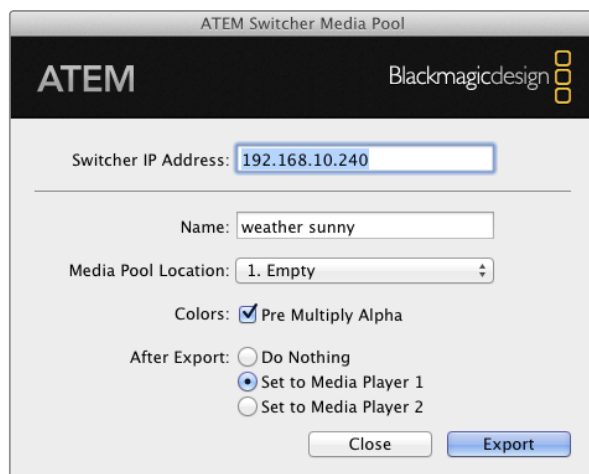 ATEM Switcher Media Pool
ATEM Blackmagicdesign
Switcher IP Address: 192.168.10.240
Name: weather sunny
Media Pool Location: 1. Empty
Colors: Pre Multiply Alpha
After Export: Do Nothing
Set to Media Player 1
Set to Media Player 2
Close Export